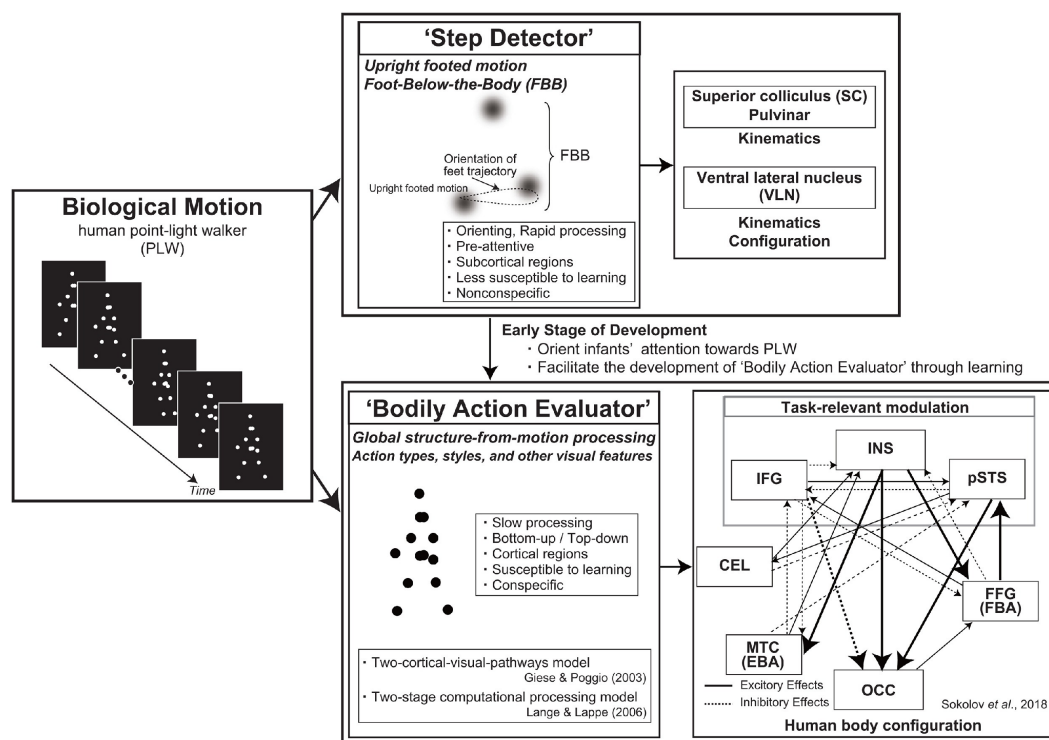 Biological Motion
human point-light walker
(PLW)
Time
'Step Detector'
Upright footed motion
Foot-Below-the-Body (FBB)
FBB
Orientation of
feet trajectory
Upright footed motion
・Orienting, Rapid processing
・Pre-attentive
・Subcortical regions
・Less susceptible to learning
・Nonconspecific
Superior colliculus (SC)
Pulvinar
Kinematics
Ventral lateral nucleus
(VLN)
Kinematics
Configuration
Early Stage of Development
・Orient infants' attention towards PLW
・Facilitate the development of 'Bodily Action Evaluator' through learning
'Bodily Action Evaluator'
Global structure-from-motion processing
Action types, styles, and other visual features
・Slow processing
・Bottom-up / Top-down
・Cortical regions
・Susceptible to learning
・Conspecific
・Two-cortical-visual-pathways model
Giese & Poggio (2003)
・Two-stage computational processing model
Lange & Lappe (2006)
Task-relevant modulation
INS
IFG
pSTS
CEL
FFG
(FBA)
MTC
(EBA)
OCC
Excitory Effects
Inhibitory Effects
Sokolov et al., 2018
Human body configuration